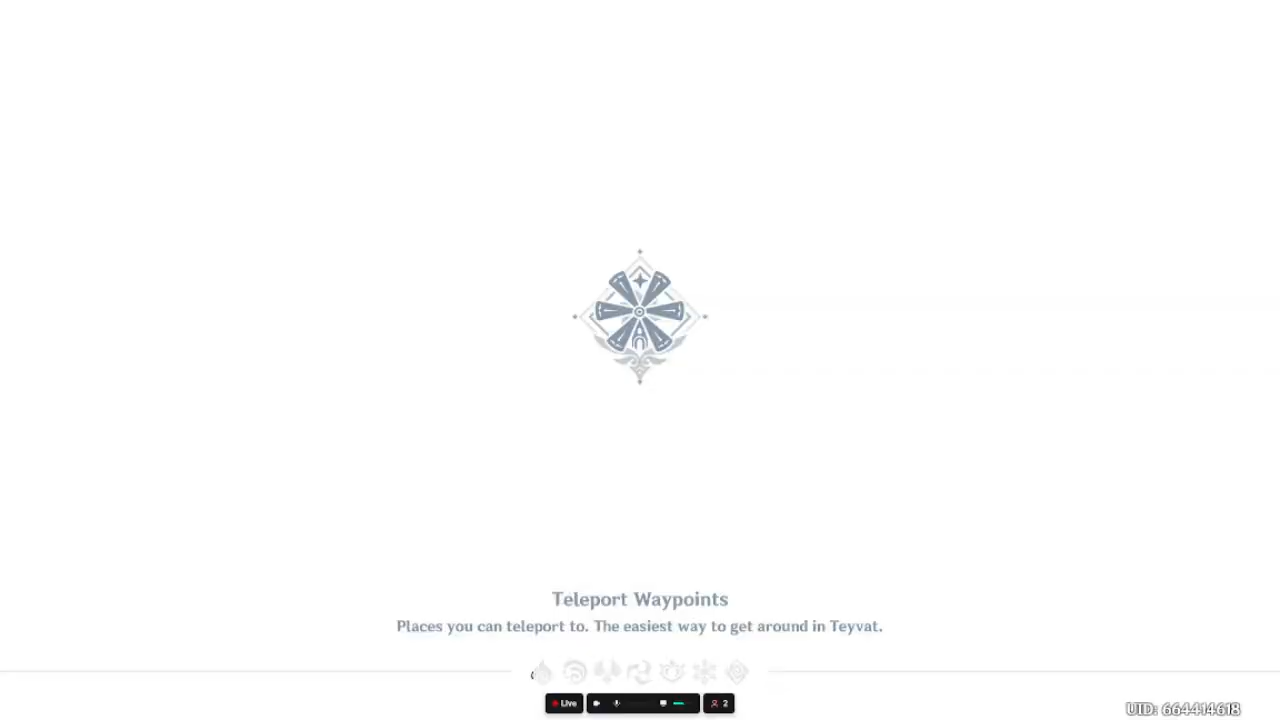 Teleport Waypoints
Places you can teleport to. The easiest way to get around in Teyvat.
Live
2
UID: 664414618